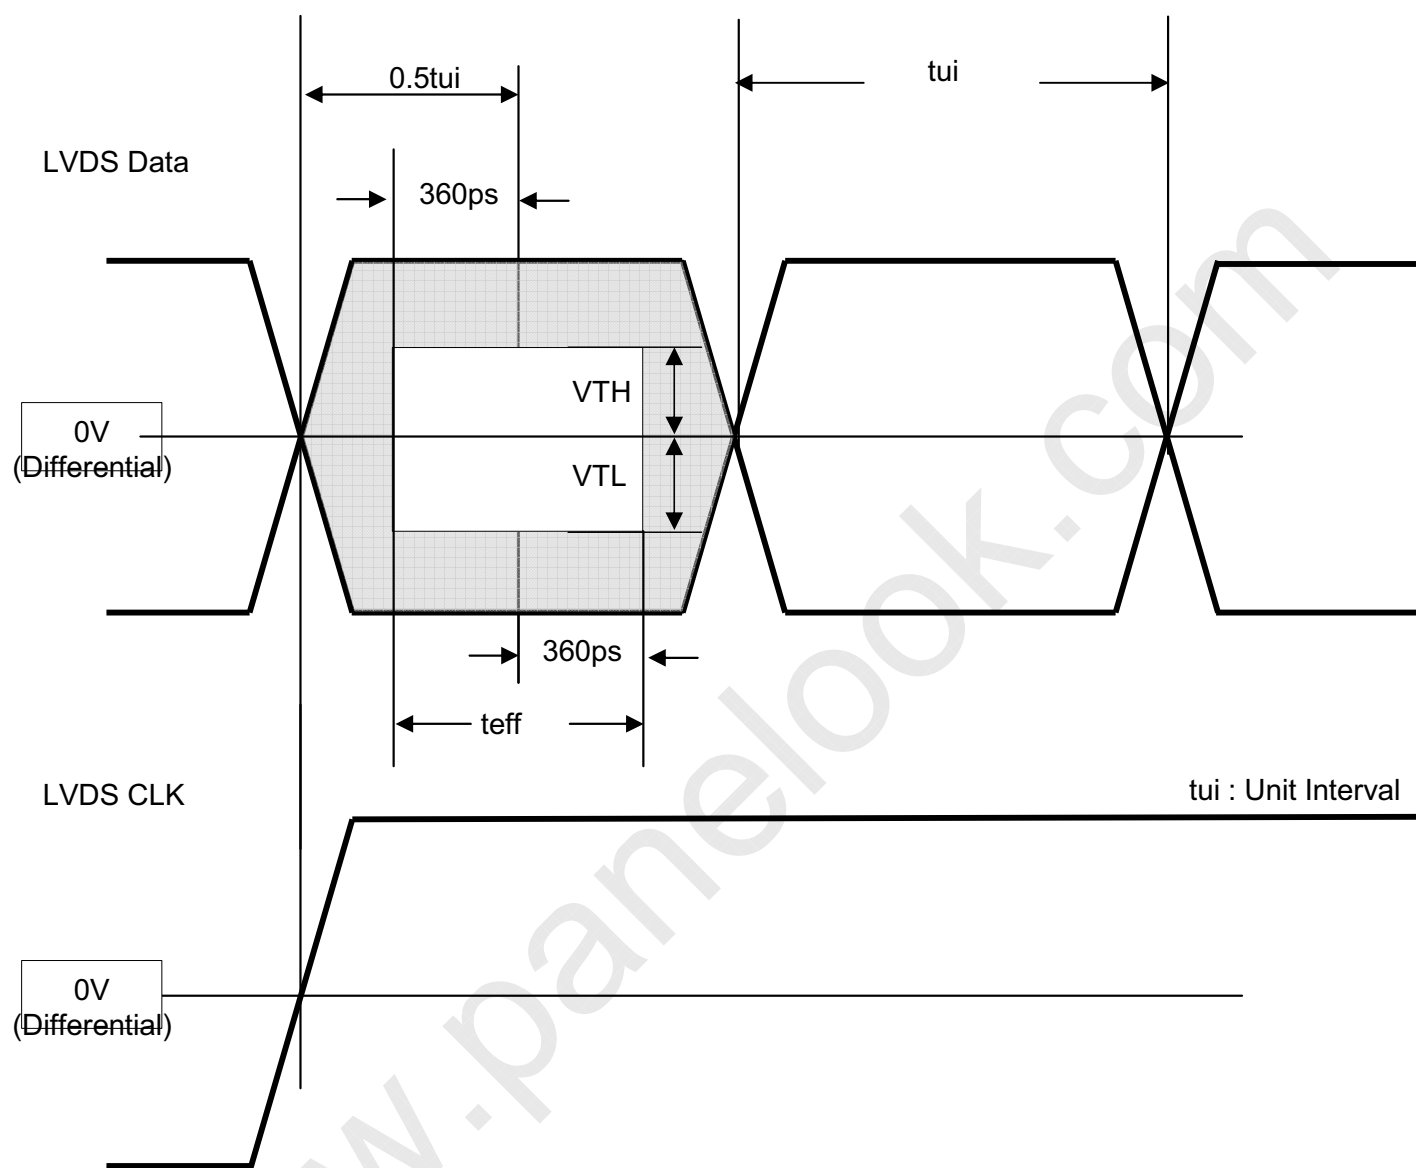 0.5tui
tui
LVDS Data
360ps
VTH
0V
(Differential)
VTL
360ps
teff
LVDS CLK
tui : Unit Interval
0V
(Differential)
w.panelook.com